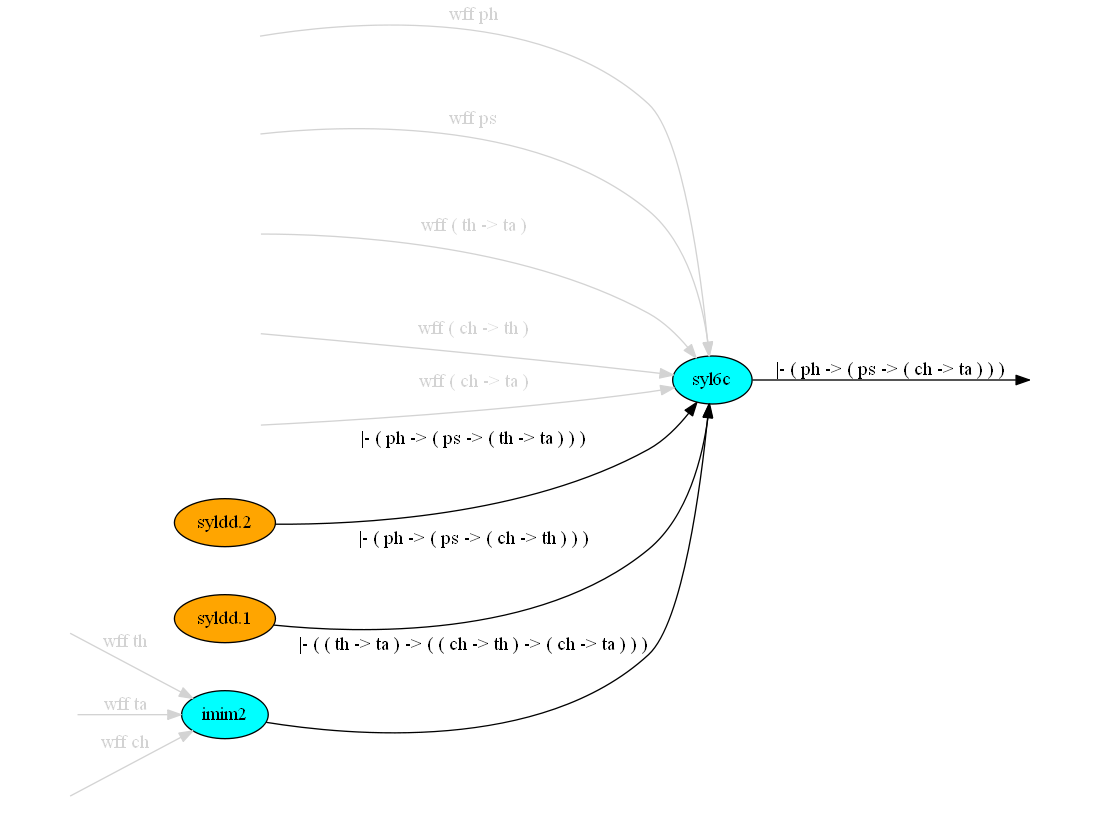 wff ph
wff ps
wff ( th -> ta )
wff ( ch -> th )
syl6c
|- ( ph -> ( ps -> ( ch -> ta ) ) )
wff ( ch -> ta )
|- ( ph -> ( ps -> ( th -> ta ) ) )
syldd.2
|- ( ph -> ( ps -> ( ch -> th ) ) )
syldd.1
|- ( ( th -> ta ) -> ( ( ch -> th ) -> ( ch -> ta ) ) )
wff th
wff ta
imim2
wff ch